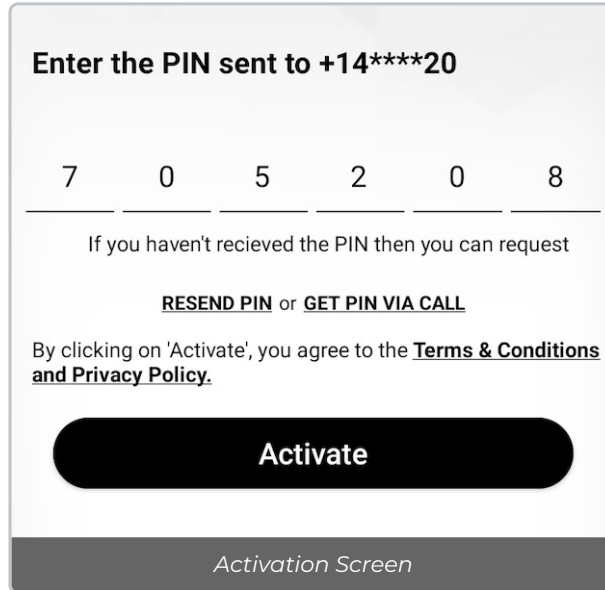 Enter the PIN sent to +14****20
7 0 5 2 0 8
If you haven't recieved the PIN then you can request
RESEND PIN or GET PIN VIA CALL
By clicking on 'Activate', you agree to the Terms & Conditions
and Privacy Policy.
Activate
Activation Screen